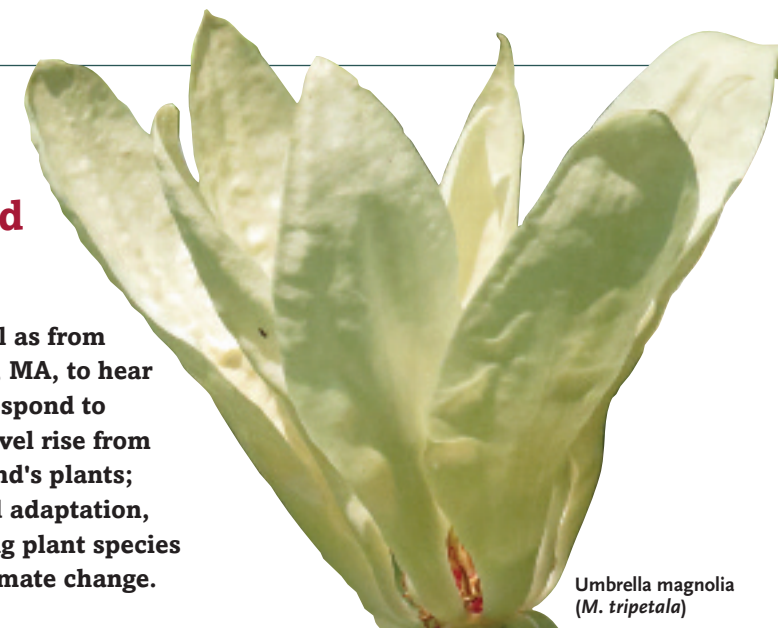 d
l as from
MA, to hear
spond to
vel rise from
nd's plants;
l adaptation,
g plant species
mate change.
Umbrella magnolia
(M. tripetala)